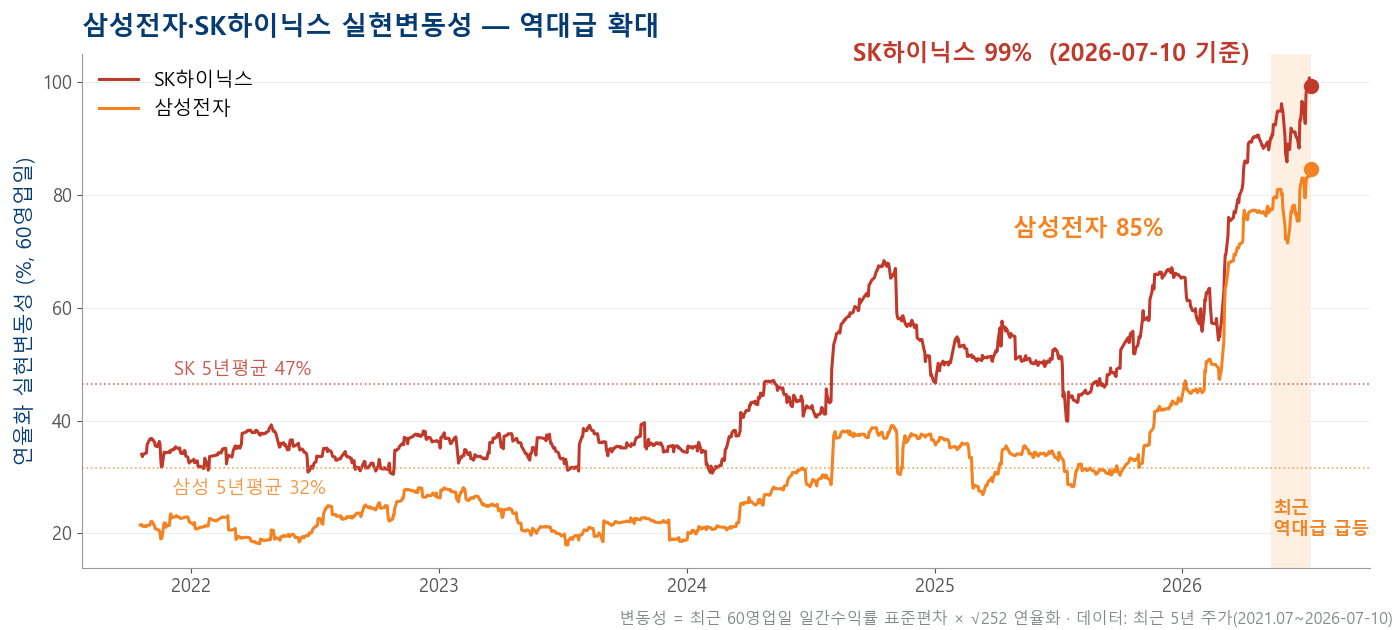 삼성전자·SK하이닉스 실현변동성 — 역대급 확대
SK하이닉스 99% (2026-07-10 기준)
SK하이닉스
삼성전자
연율화 실현변동성 (%, 60영업일)
100
80
60
40
20
삼성전자 85%
SK 5년평균 47%
삼성 5년평균 32%
최근
역대급 급등
2022
2023
2024
2025
2026
변동성 = 최근 60영업일 일간수익률 표준편차 × √252 연율화 · 데이터: 최근 5년 주가(2021.07~2026-07-10)